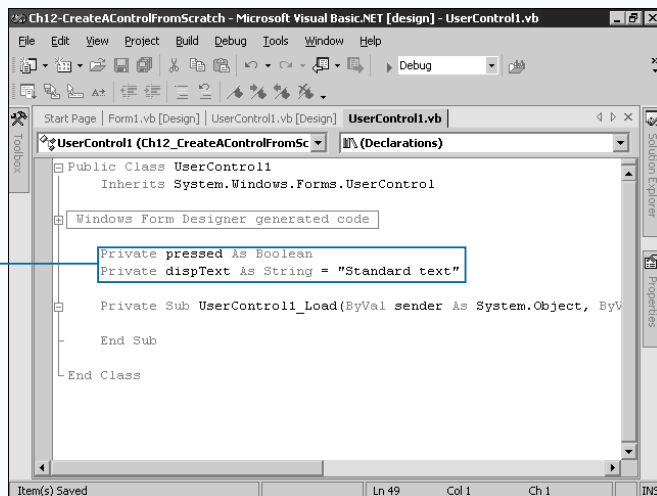 Ch12-CreateAControlFromScratch - Microsoft Visual Basic.NET [design] - UserControl1.vb
File Edit View Project Build Debug Tools Window Help
Debug
Start Page Form1.vb [Design] UserControl1.vb [Design] UserControl1.vb
Toolbox
UserControl1 (Ch12_CreateAControlFromSc (Declarations)
Solution Explorer
Properties
Public Class UserControl1
Inherits System.Windows.Forms.UserControl
Windows Form Designer generated code
Private pressed As Boolean
Private dispText As String = "Standard text"
Private Sub UserControl1_Load(ByVal sender As System.Object, ByV
End Sub
End Class
Item(s) Saved Ln 49 Col 1 Ch 1 INS